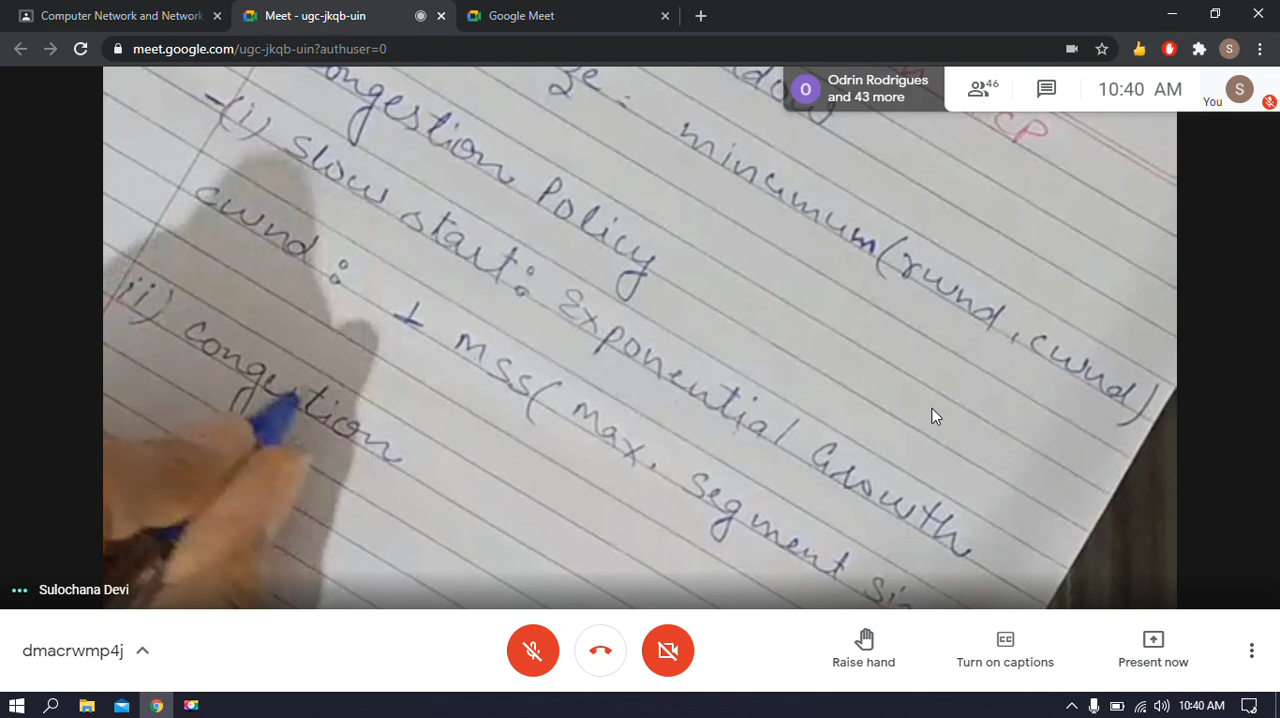 Computer Network and Network
Meet - ugc-jkqb-uin
Google Meet
meet.google.com/ugc-jkqb-uin?authuser=0
S
O
Odrin Rodrigues
and 43 more
46
10:40 AM
You
S
CP
ze :
minimum (rwnd, cwnd)
ongestion Policy
(i) slow start: Exponential Growth
cwnd : 1 MSS( max. segment
ii) congestion
Sulochana Devi
dmacrwmp4j
Raise hand
Turn on captions
Present now
10:40 AM